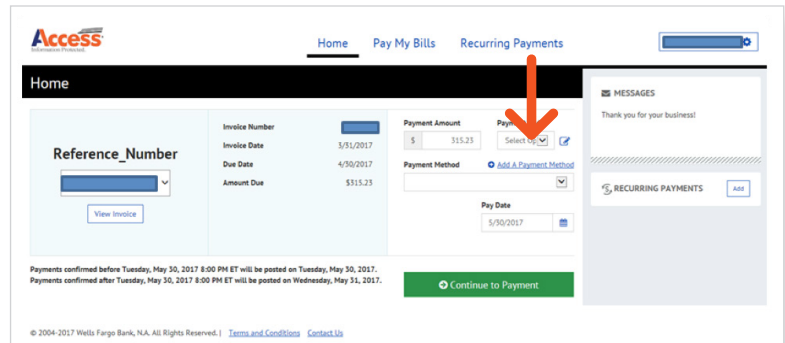 Access
Information Protected.
Home Pay My Bills Recurring Payments
Home
Reference_Number
View Invoice
Invoice Number
Invoice Date 3/31/2017
Due Date 4/30/2017
Amount Due $315.23
Payment Amount
$ 315.23 Select Op
Payment Method Add A Payment Method
Pay Date
5/30/2017
Payments confirmed before Tuesday, May 30, 2017 8:00 PM ET will be posted on Tuesday, May 30, 2017.
Payments confirmed after Tuesday, May 30, 2017 8:00 PM ET will be posted on Wednesday, May 31, 2017.
Continue to Payment
MESSAGES
Thank you for your business!
RECURRING PAYMENTS Add
© 2004-2017 Wells Fargo Bank, N.A. All Rights Reserved. | Terms and Conditions Contact Us